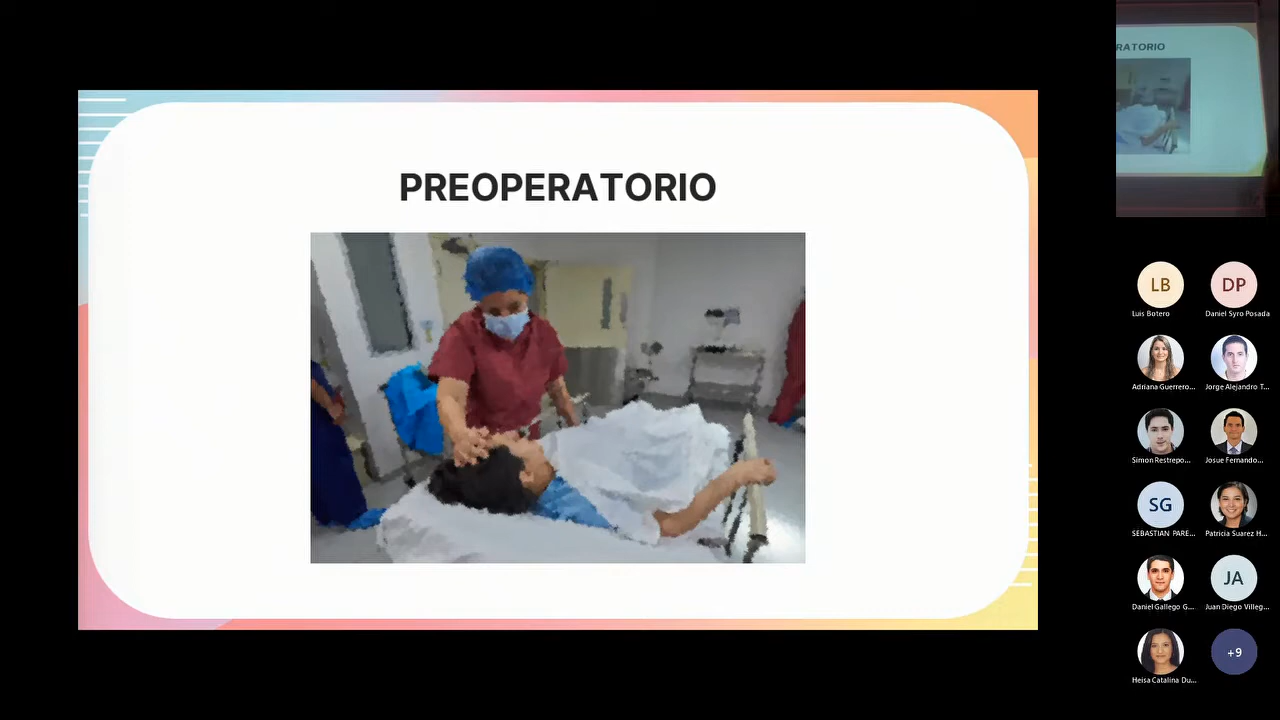 PREOPERATORIO
RATORIO
LB
DP
Luis Botero
Daniel Syro Posada
Adriana Guerrero...
Jorge Alejandro T...
Simon Restrepo...
Josue Fernando...
SG
SEBASTIAN PARE...
Patricia Suarez H...
Daniel Gallego G...
JA
Juan Diego Villeg...
+9
Heisa Catalina Du...